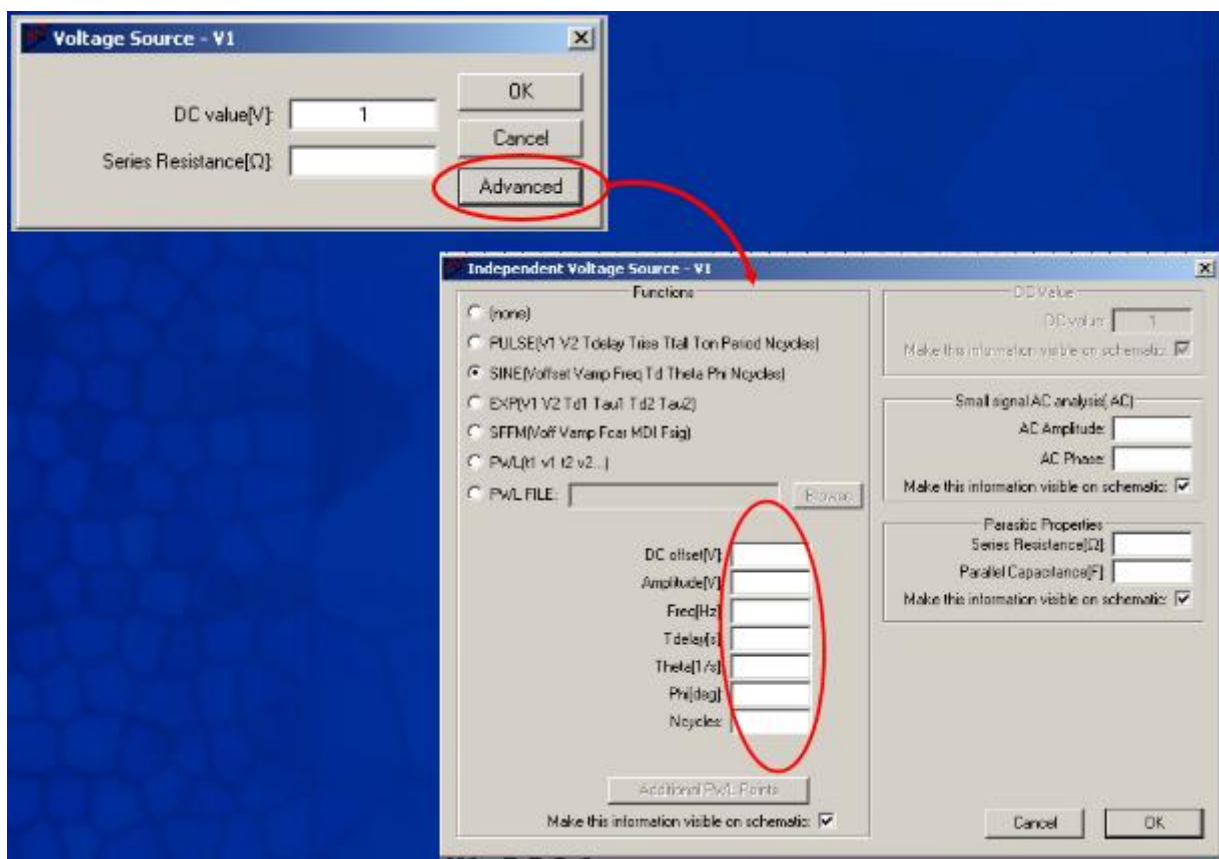 Voltage Source - V1
DC value[V]: 1
Series Resistance[Ω]:
OK
Cancel
Advanced
Independent Voltage Source - V1
Functions
(none)
PULSE(V1 V2 Tdelay Trise Tfall Ton Period Ncycles)
SINE(Voffset Vamp Freq Td Theta Phi Ncycles)
EXP(V1 V2 Td1 Tau1 Td2 Tau2)
SFFM(Voff Vamp Fcar MDI Fsig)
PWL(t1 v1 t2 v2...)
PWL FILE:
Browse
DC offset[V]:
Amplitude[V]:
Freq[Hz]:
Tdelay[s]:
Theta[1/s]:
Phi[deg]:
Ncycles:
Additional PWL Points
Make this information visible on schematic:
DC Value
DC value: 1
Make this information visible on schematic:
Small signal AC analysis(.AC)
AC Amplitude:
AC Phase:
Make this information visible on schematic:
Parasitic Properties
Series Resistance[Ω]:
Parallel Capacitance[F]:
Make this information visible on schematic:
Cancel
OK